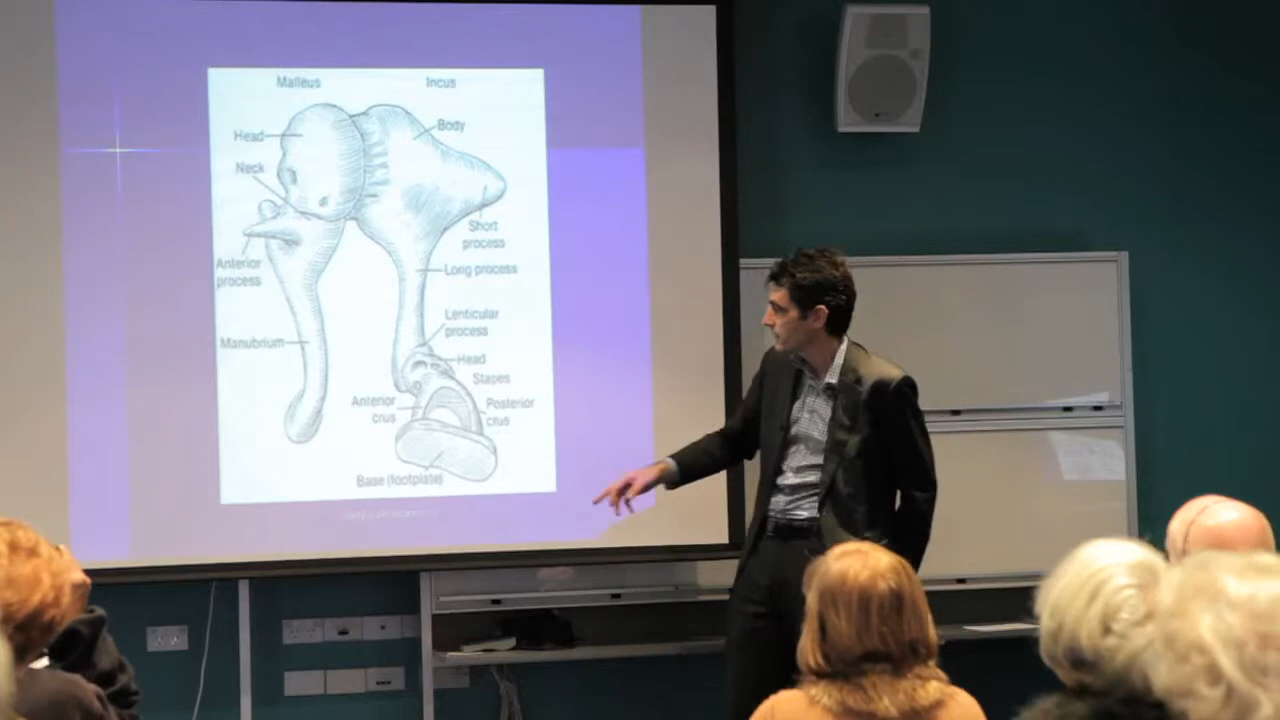 Malleus
Incus
Head
Body
Neck
Short
process
Anterior
process
Long process
Lenticular
process
Manubrium
Head
Stapes
Anterior
crus
Posterior
crus
Base (footplate)